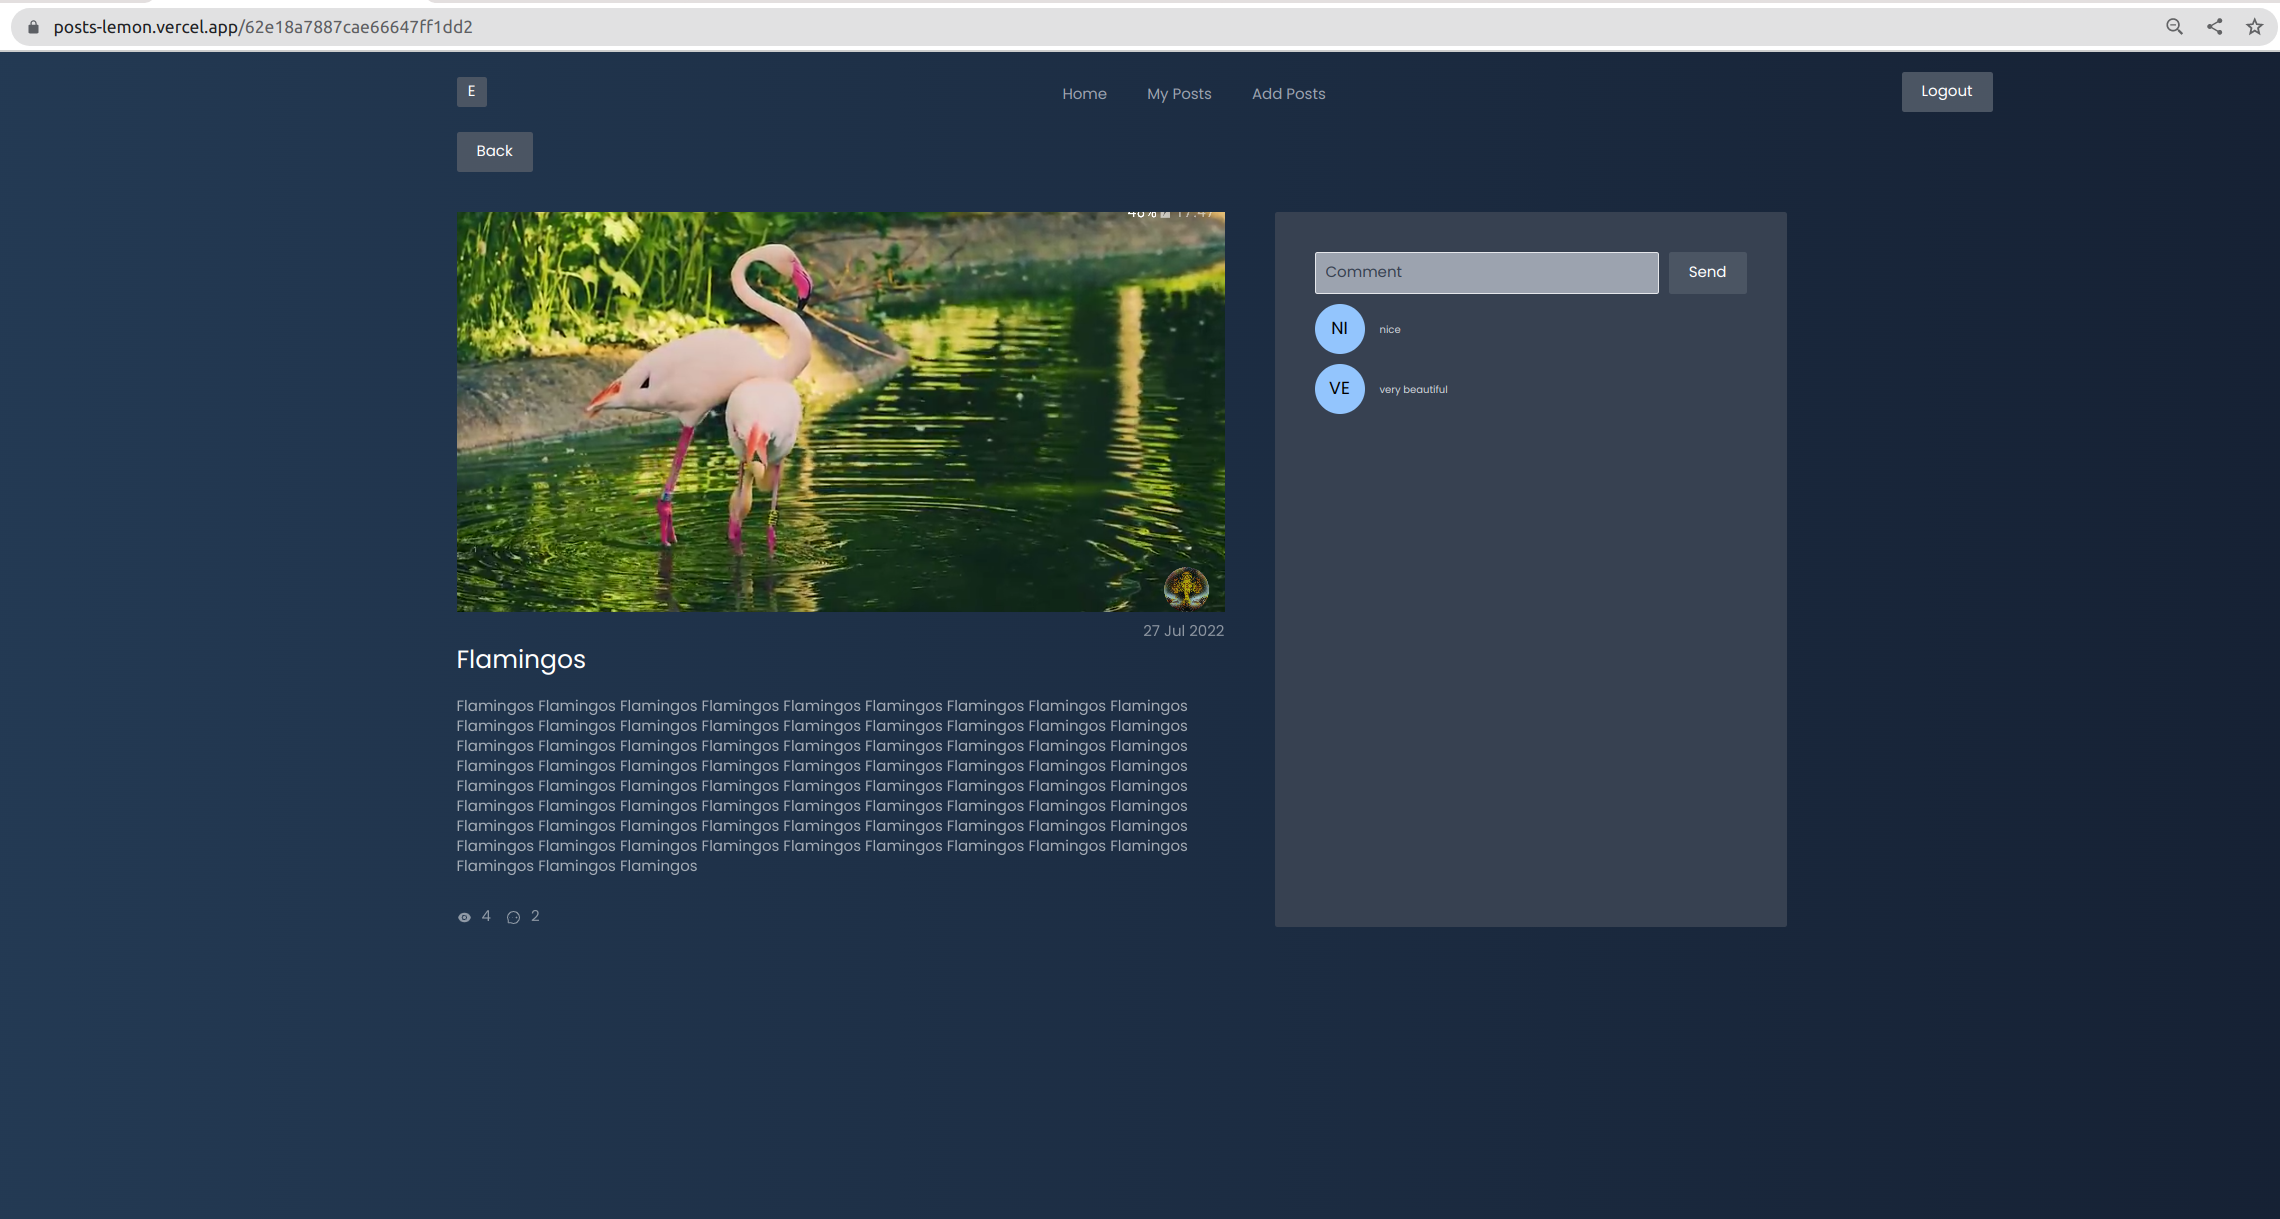 posts-lemon.vercel.app/62e18a7887cae66647ff1dd2
E
Home
My Posts
Add Posts
Logout
Back
Comment
Send
NI
nice
VE
very beautiful
27 Jul 2022
Flamingos
Flamingos Flamingos Flamingos Flamingos Flamingos Flamingos Flamingos Flamingos Flamingos
Flamingos Flamingos Flamingos Flamingos Flamingos Flamingos Flamingos Flamingos Flamingos
Flamingos Flamingos Flamingos Flamingos Flamingos Flamingos Flamingos Flamingos Flamingos
Flamingos Flamingos Flamingos Flamingos Flamingos Flamingos Flamingos Flamingos Flamingos
Flamingos Flamingos Flamingos Flamingos Flamingos Flamingos Flamingos Flamingos Flamingos
Flamingos Flamingos Flamingos Flamingos Flamingos Flamingos Flamingos Flamingos Flamingos
Flamingos Flamingos Flamingos Flamingos Flamingos Flamingos Flamingos Flamingos Flamingos
Flamingos Flamingos Flamingos Flamingos Flamingos Flamingos Flamingos Flamingos Flamingos
Flamingos Flamingos Flamingos
4 2